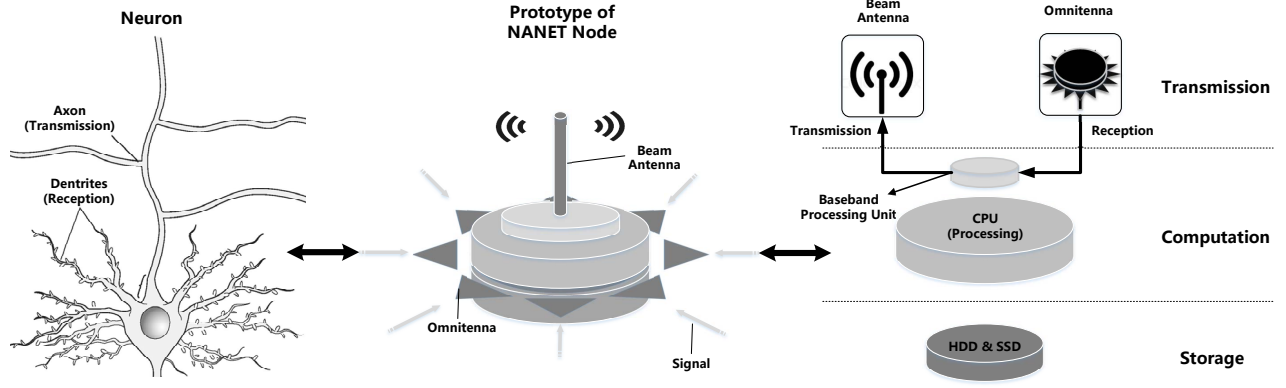 Neuron
Axon
(Transmission)
Dentrites
(Reception)
Prototype of
NANET Node
Beam
Antenna
Omnitenna
Signal
Beam
Antenna
Omnitenna
Transmission
Transmission
Reception
Baseband
Processing Unit
CPU
(Processing)
Computation
HDD & SSD
Storage